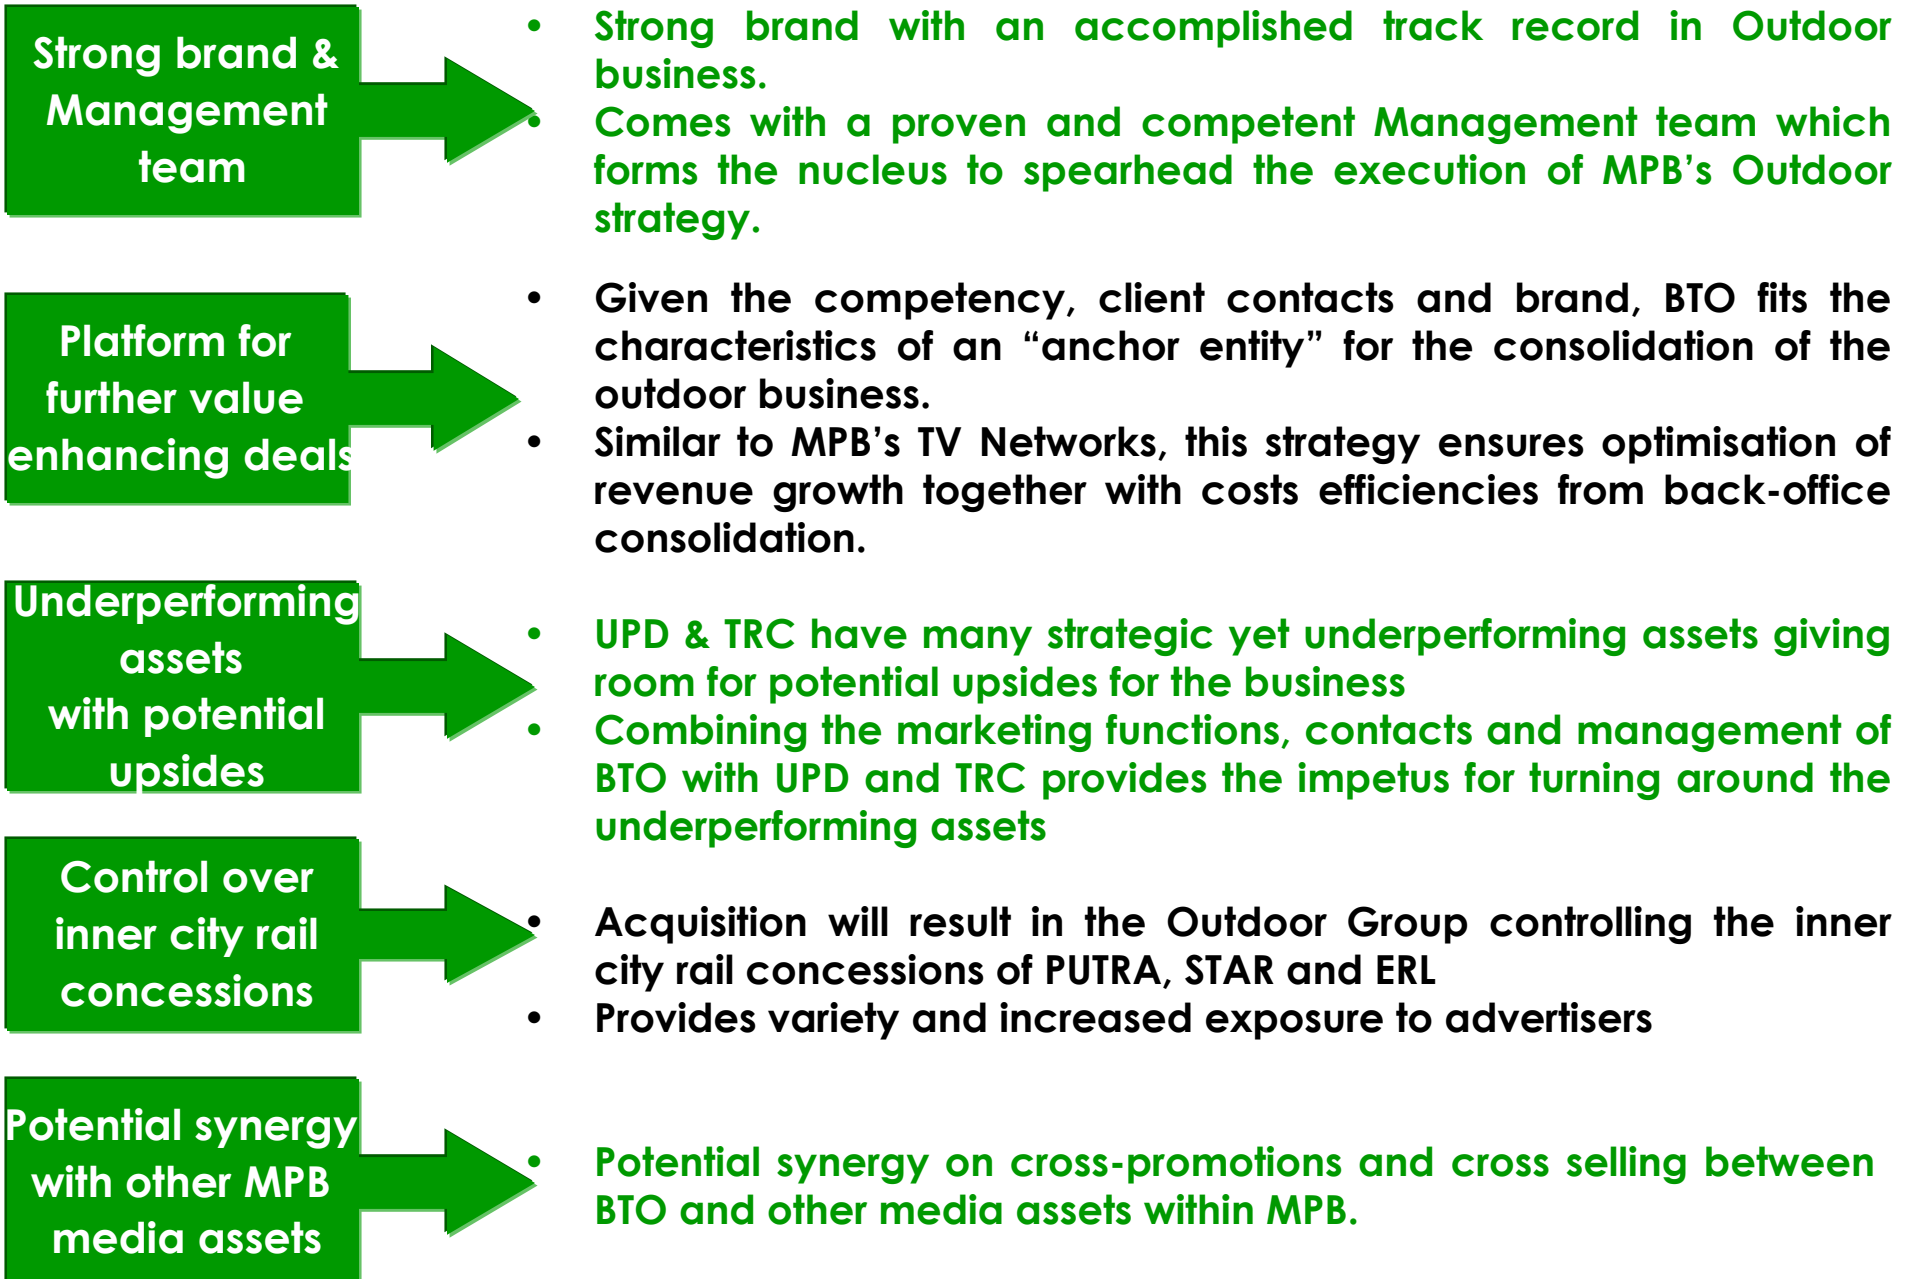 Strong brand &
Management
team
• Strong brand with an accomplished track record in Outdoor
business.
• Comes with a proven and competent Management team which
forms the nucleus to spearhead the execution of MPB’s Outdoor
strategy.
Platform for
further value
enhancing deals
• Given the competency, client contacts and brand, BTO fits the
characteristics of an “anchor entity” for the consolidation of the
outdoor business.
• Similar to MPB’s TV Networks, this strategy ensures optimisation of
revenue growth together with costs efficiencies from back-office
consolidation.
Underperforming
assets
with potential
upsides
• UPD & TRC have many strategic yet underperforming assets giving
room for potential upsides for the business
• Combining the marketing functions, contacts and management of
BTO with UPD and TRC provides the impetus for turning around the
underperforming assets
Control over
inner city rail
concessions
• Acquisition will result in the Outdoor Group controlling the inner
city rail concessions of PUTRA, STAR and ERL
• Provides variety and increased exposure to advertisers
Potential synergy
with other MPB
media assets
• Potential synergy on cross-promotions and cross selling between
BTO and other media assets within MPB.